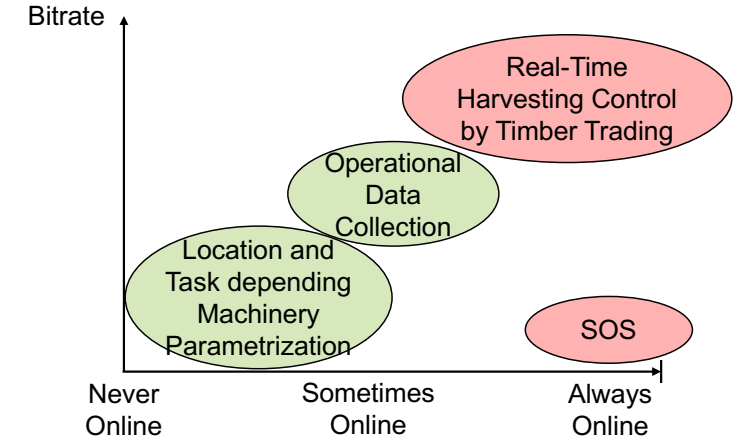 Bitrate
Real-Time
Harvesting Control
by Timber Trading
Operational
Data
Collection
Location and
Task depending
Machinery
Parametrization
SOS
Never
Online
Sometimes
Online
Always
Online